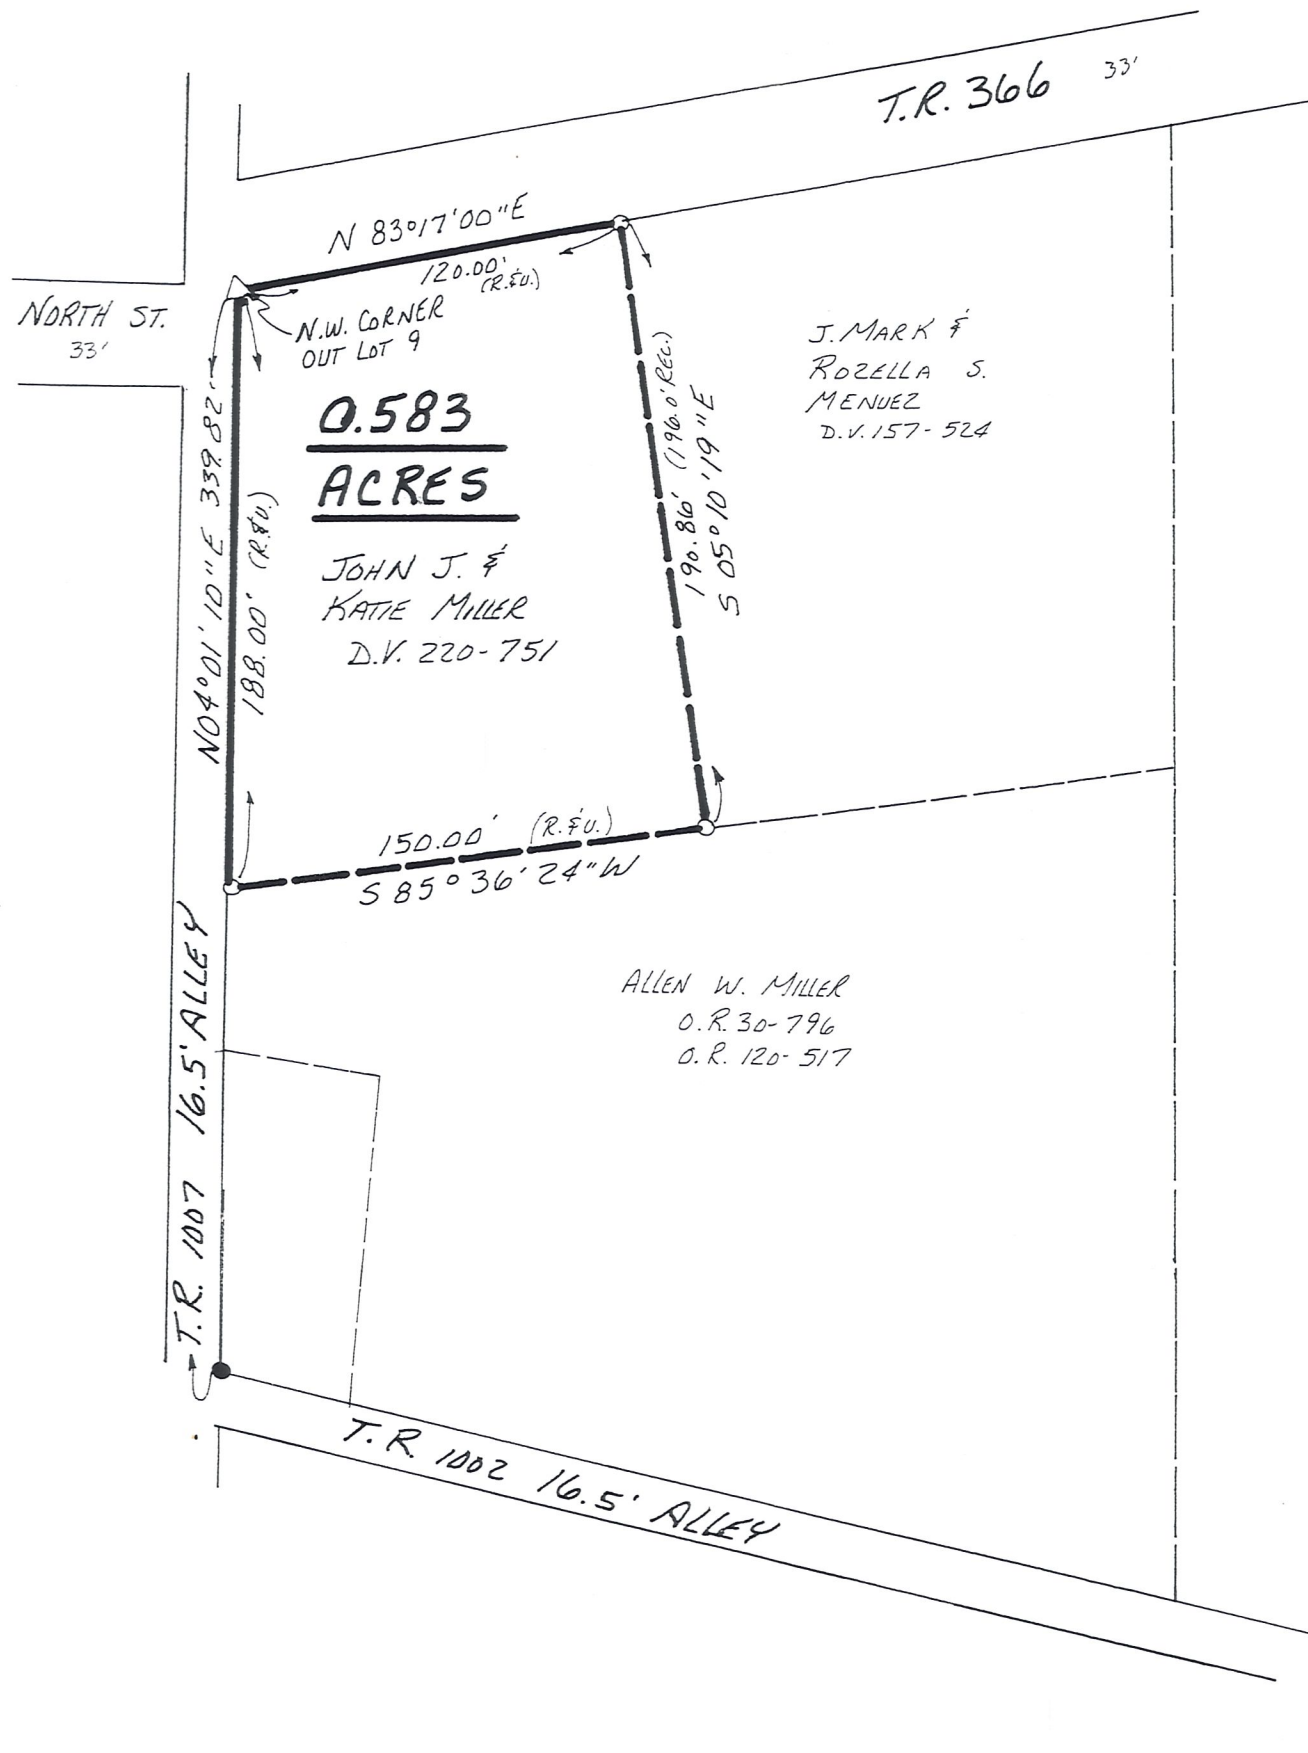 T.R. 366 33'
N 83°17'00"E
120.00'
(R.&U.)
NORTH ST.
33'
N.W. CORNER
OUT LOT 9
0.583
ACRES
JOHN J. &
KATIE MILLER
D.V. 220-751
N04°01'10"E 339.82'
188.00' (R.&U.)
190.86' (196.0' REC.)
S 05°10'19"E
J. MARK &
ROZELLA S.
MENUEZ
D.V. 157-524
150.00' (R.&U.)
S 85°36'24"W
ALLEN W. MILLER
O.R. 30-796
O.R. 120-517
T.R. 1007 16.5' ALLEY
T.R. 1002 16.5' ALLEY